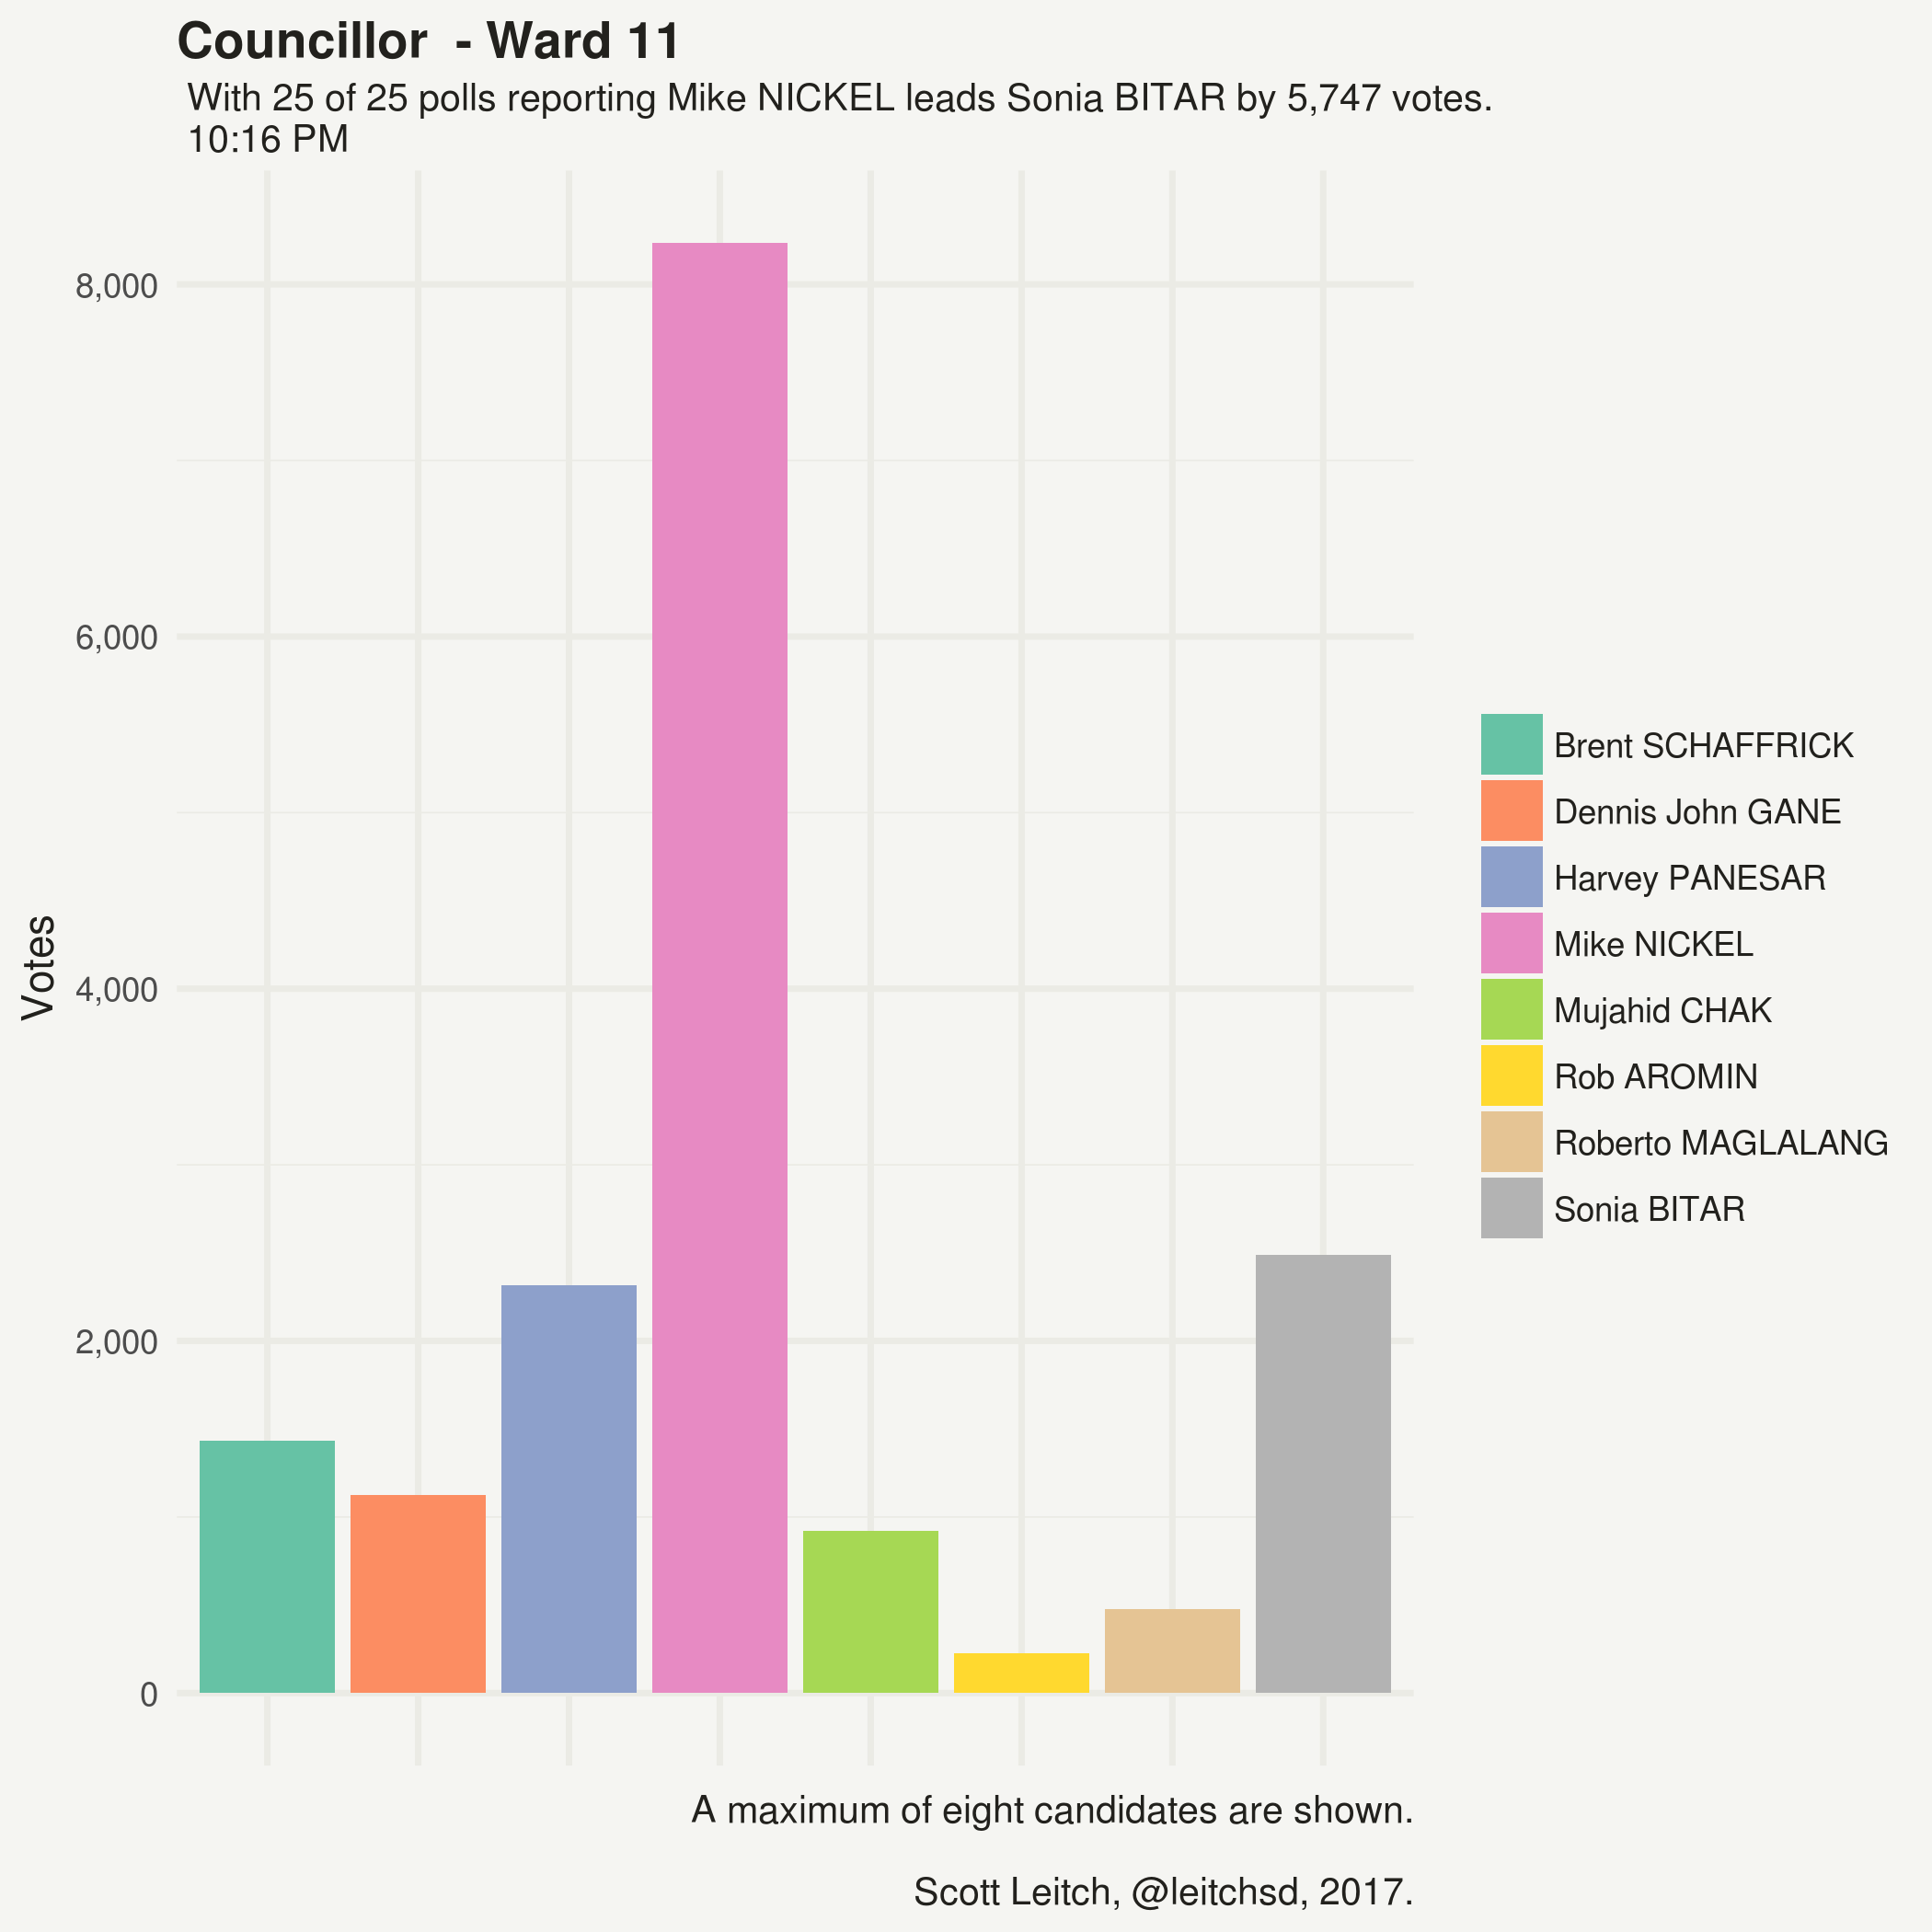 Councillor  - Ward 11
With 25 of 25 polls reporting Mike NICKEL leads Sonia BITAR by 5,747 votes.
10:16 PM
8,000
6,000
4,000
2,000
0
Votes
Brent SCHAFFRICK
Dennis John GANE
Harvey PANESAR
Mike NICKEL
Mujahid CHAK
Rob AROMIN
Roberto MAGLALANG
Sonia BITAR
A maximum of eight candidates are shown.
Scott Leitch, @leitchsd, 2017.